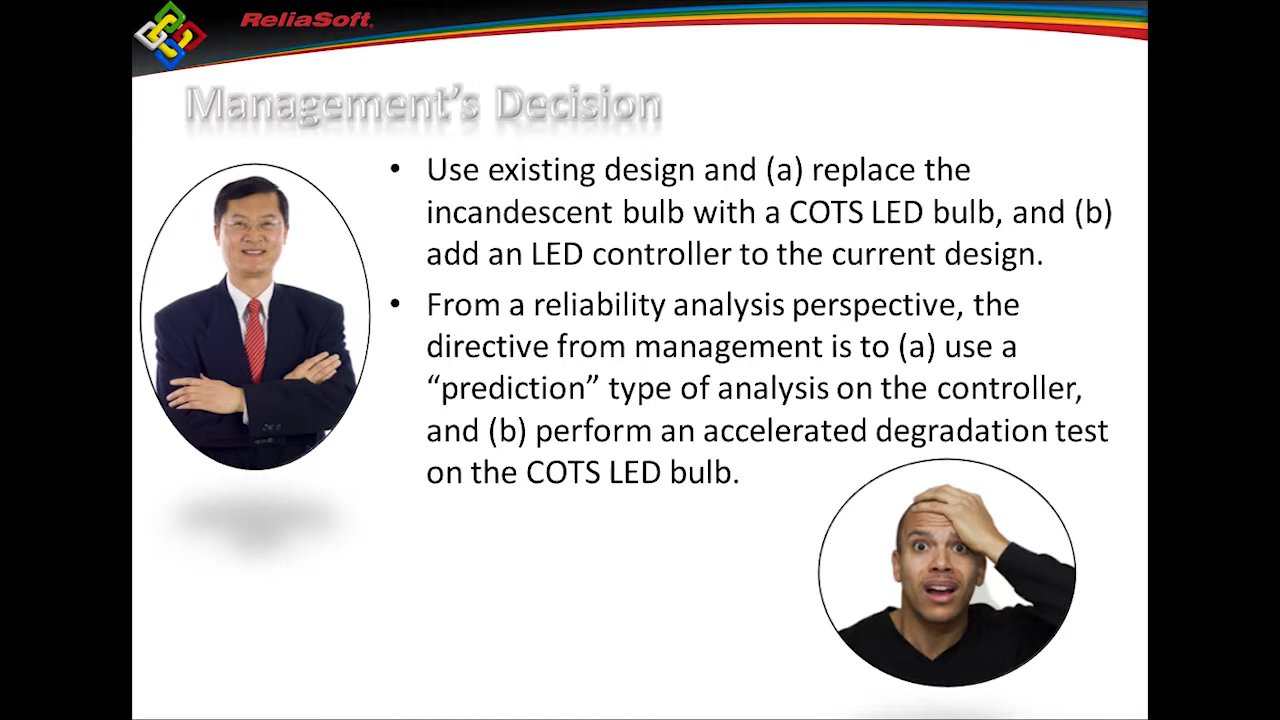 ReliaSoft
Management's Decision
• Use existing design and (a) replace the
incandescent bulb with a COTS LED bulb, and (b)
add an LED controller to the current design.
• From a reliability analysis perspective, the
directive from management is to (a) use a
“prediction” type of analysis on the controller,
and (b) perform an accelerated degradation test
on the COTS LED bulb.